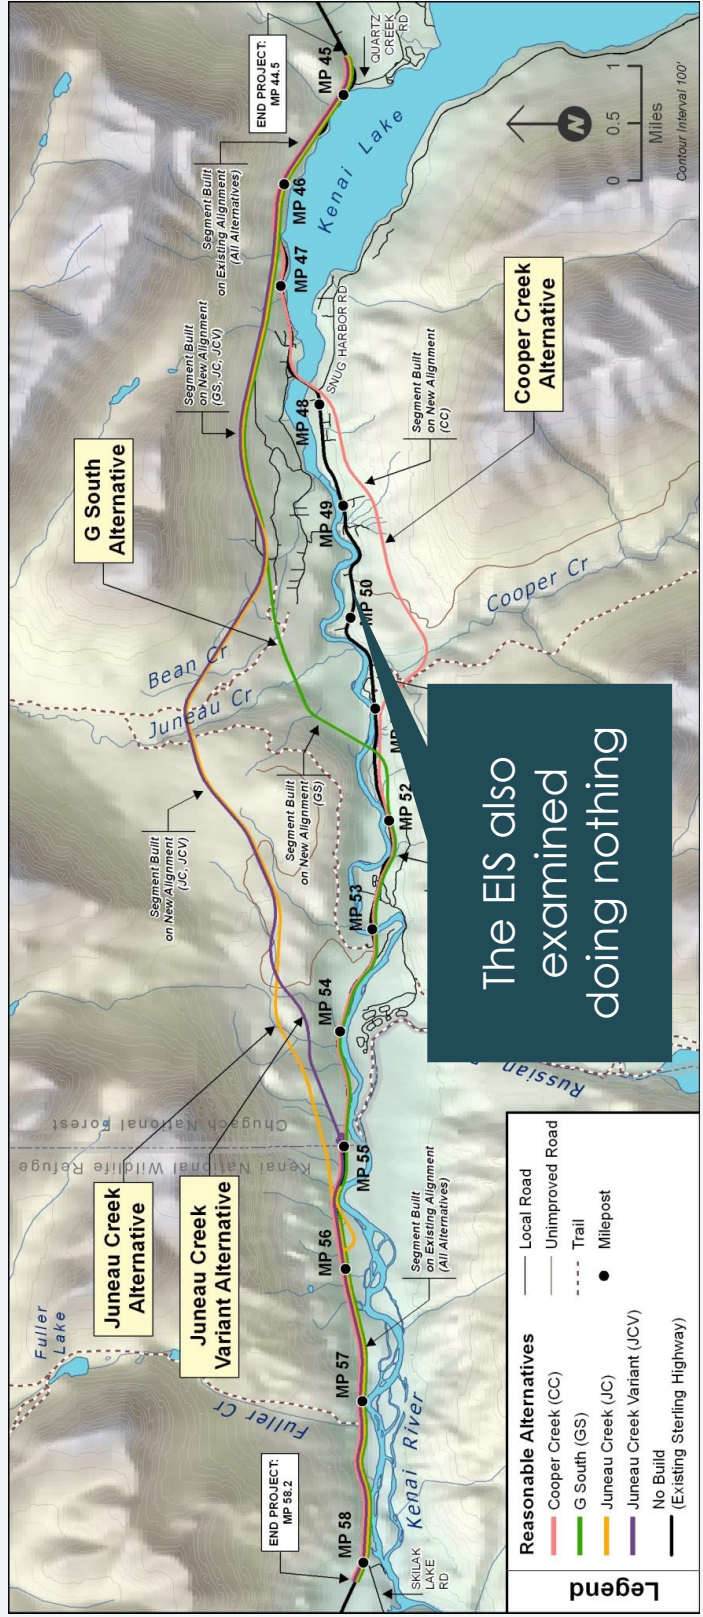 END PROJECT:
MP 44.5
MP 45
QUARTZ
CREEK
RD
Segment Built
on Existing Alignment
(All Alternatives)
MP 46
Kenai Lake
0 0.5 1
Miles
Contour Interval 100'
N
MP 47
SNUG HARBOR RD
Segment Built
on New Alignment
(GS, JC, JCV)
MP 48
Segment Built
on New Alignment
(CC)
Cooper Creek
Alternative
G South
Alternative
MP 49
MP 50
Cooper Cr
Bean Cr
Juneau Cr
Segment Built
on New Alignment
(GS)
Segment Built
on New Alignment
(JC, JCV)
MP 52
MP 53
MP 54
The EIS also
examined
doing nothing
Russian
Chugach National Forest
Kenai National Wildlife Refuge
MP 55
Juneau Creek
Alternative
Juneau Creek
Variant Alternative
MP 56
Segment Built
on Existing Alignment
(All Alternatives)
Fuller
Lake
Fuller Cr
MP 57
Kenai River
END PROJECT:
MP 58.2
MP 58
SKILAK
LAKE
RD
Legend
Reasonable Alternatives
Cooper Creek (CC)
G South (GS)
Juneau Creek (JC)
Juneau Creek Variant (JCV)
No Build
(Existing Sterling Highway)
Local Road
Unimproved Road
Trail
Milepost